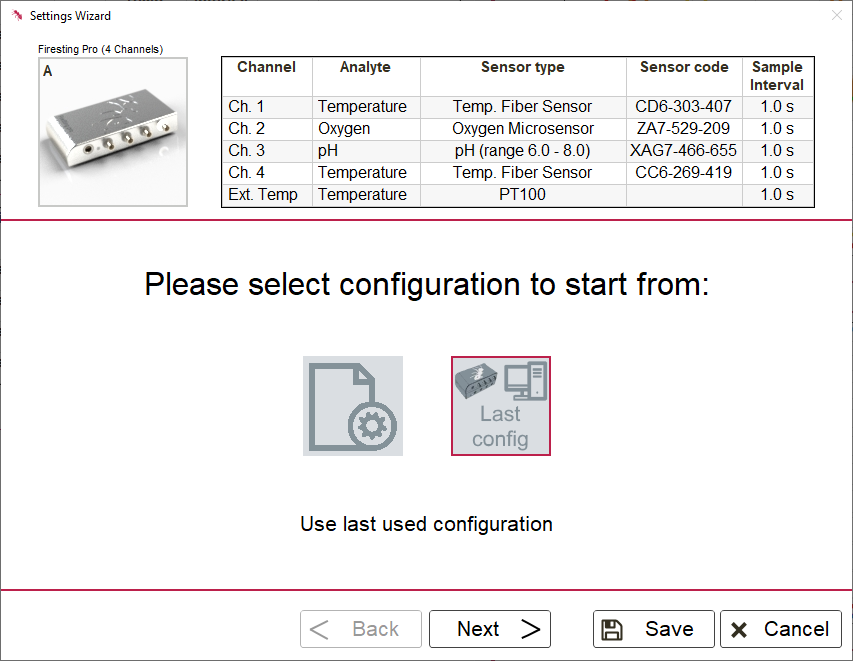 Settings Wizard
Firesting Pro (4 Channels)
A
Channel Analyte Sensor type Sensor code Sample Interval
Ch. 1 Temperature Temp. Fiber Sensor CD6-303-407 1.0 s
Ch. 2 Oxygen Oxygen Microsensor ZA7-529-209 1.0 s
Ch. 3 pH pH (range 6.0 - 8.0) XAG7-466-655 1.0 s
Ch. 4 Temperature Temp. Fiber Sensor CC6-269-419 1.0 s
Ext. Temp Temperature PT100 1.0 s
Please select configuration to start from:
Last
config
Use last used configuration
< Back Next > Save Cancel